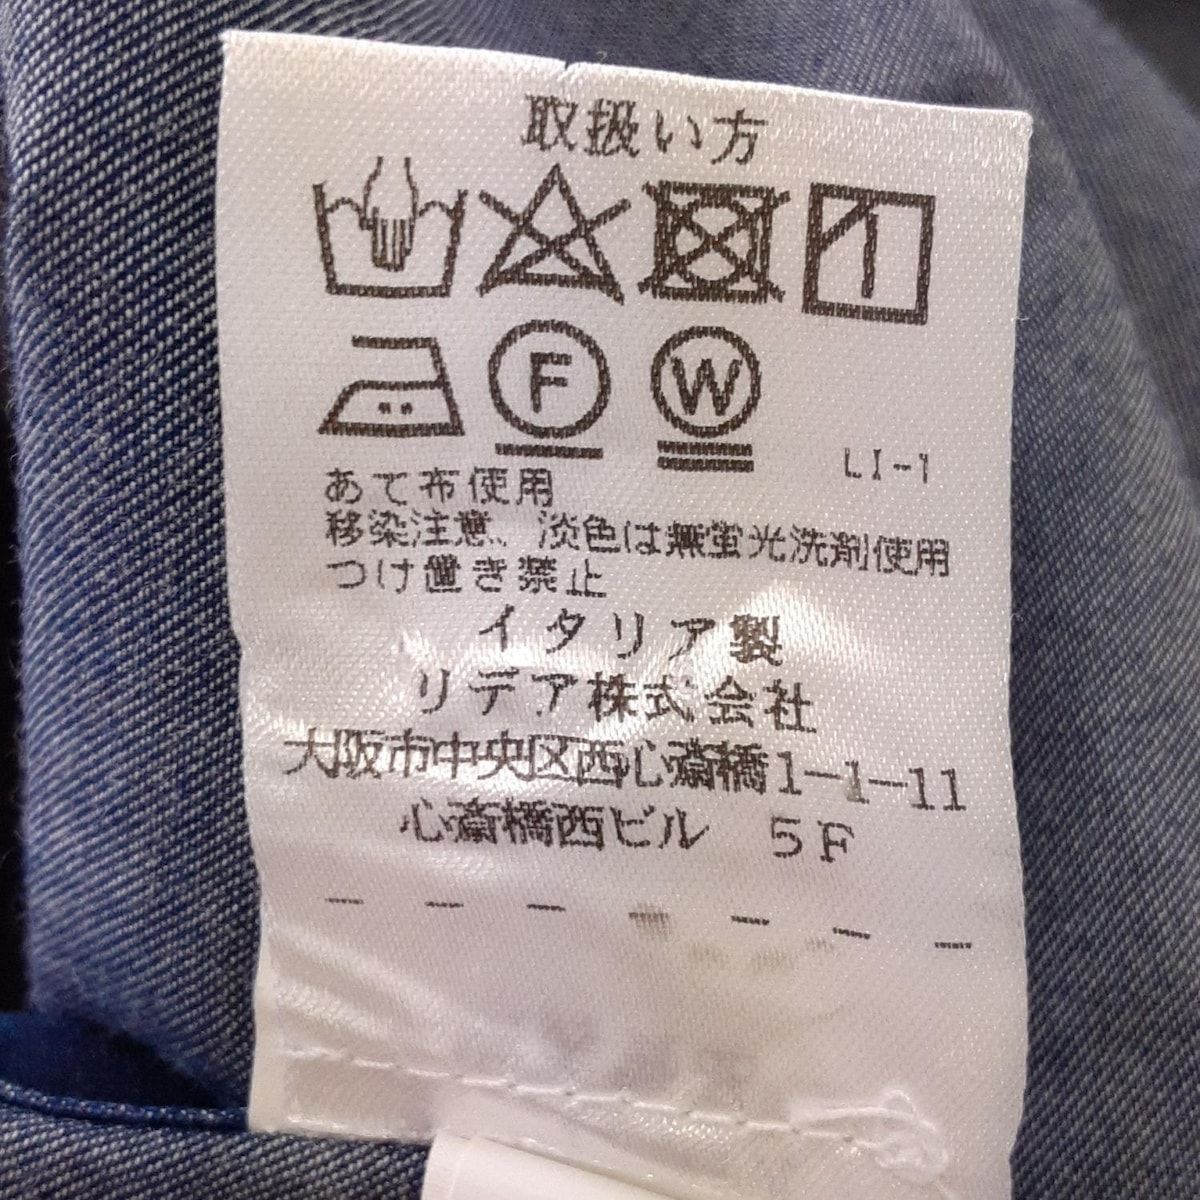 取扱い方
F W
LI-1
あて布使用
移染注意、淡色は無蛍光洗剤使用
つけ置き禁止
イタリア製
リデア株式会社
大阪市中央区西心斎橋1-1-11
心斎橋西ビル 5F